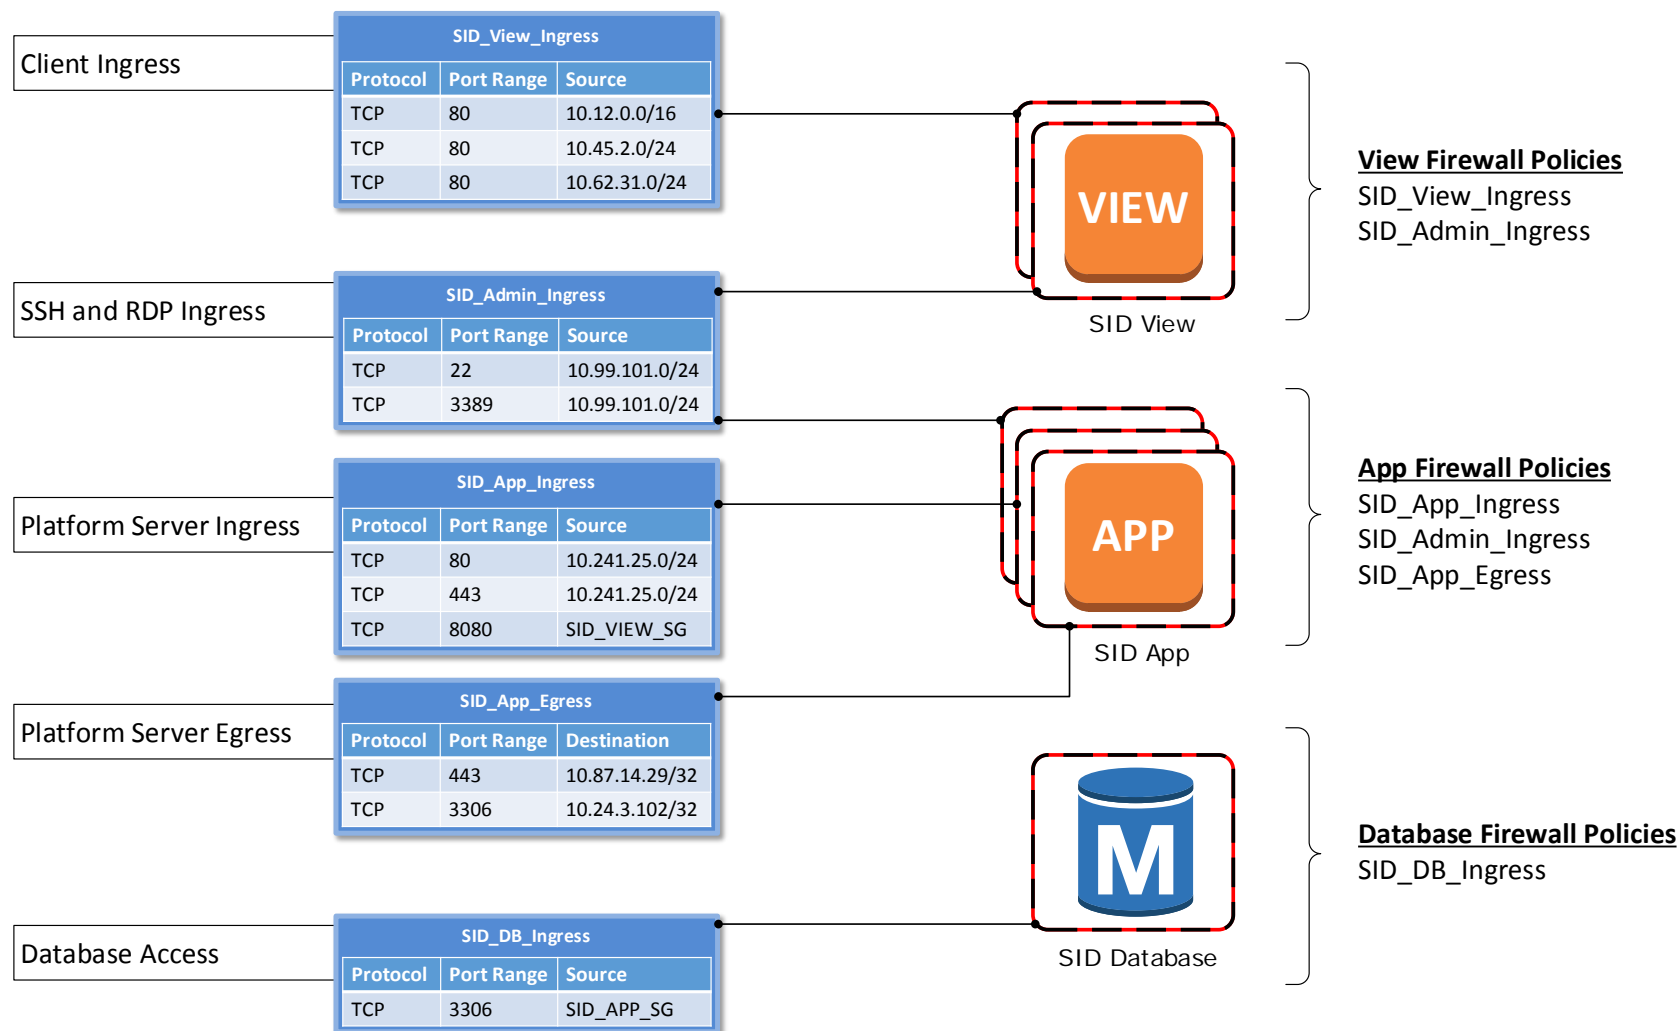 Client Ingress
SID_View_Ingress
Protocol Port Range Source
TCP 80 10.12.0.0/16
TCP 80 10.45.2.0/24
TCP 80 10.62.31.0/24
VIEW
SID View
View Firewall Policies
SID_View_Ingress
SID_Admin_Ingress
SSH and RDP Ingress
SID_Admin_Ingress
Protocol Port Range Source
TCP 22 10.99.101.0/24
TCP 3389 10.99.101.0/24
Platform Server Ingress
SID_App_Ingress
Protocol Port Range Source
TCP 80 10.241.25.0/24
TCP 443 10.241.25.0/24
TCP 8080 SID_VIEW_SG
APP
SID App
App Firewall Policies
SID_App_Ingress
SID_Admin_Ingress
SID_App_Egress
Platform Server Egress
SID_App_Egress
Protocol Port Range Destination
TCP 443 10.87.14.29/32
TCP 3306 10.24.3.102/32
M
SID Database
Database Firewall Policies
SID_DB_Ingress
Database Access
SID_DB_Ingress
Protocol Port Range Source
TCP 3306 SID_APP_SG